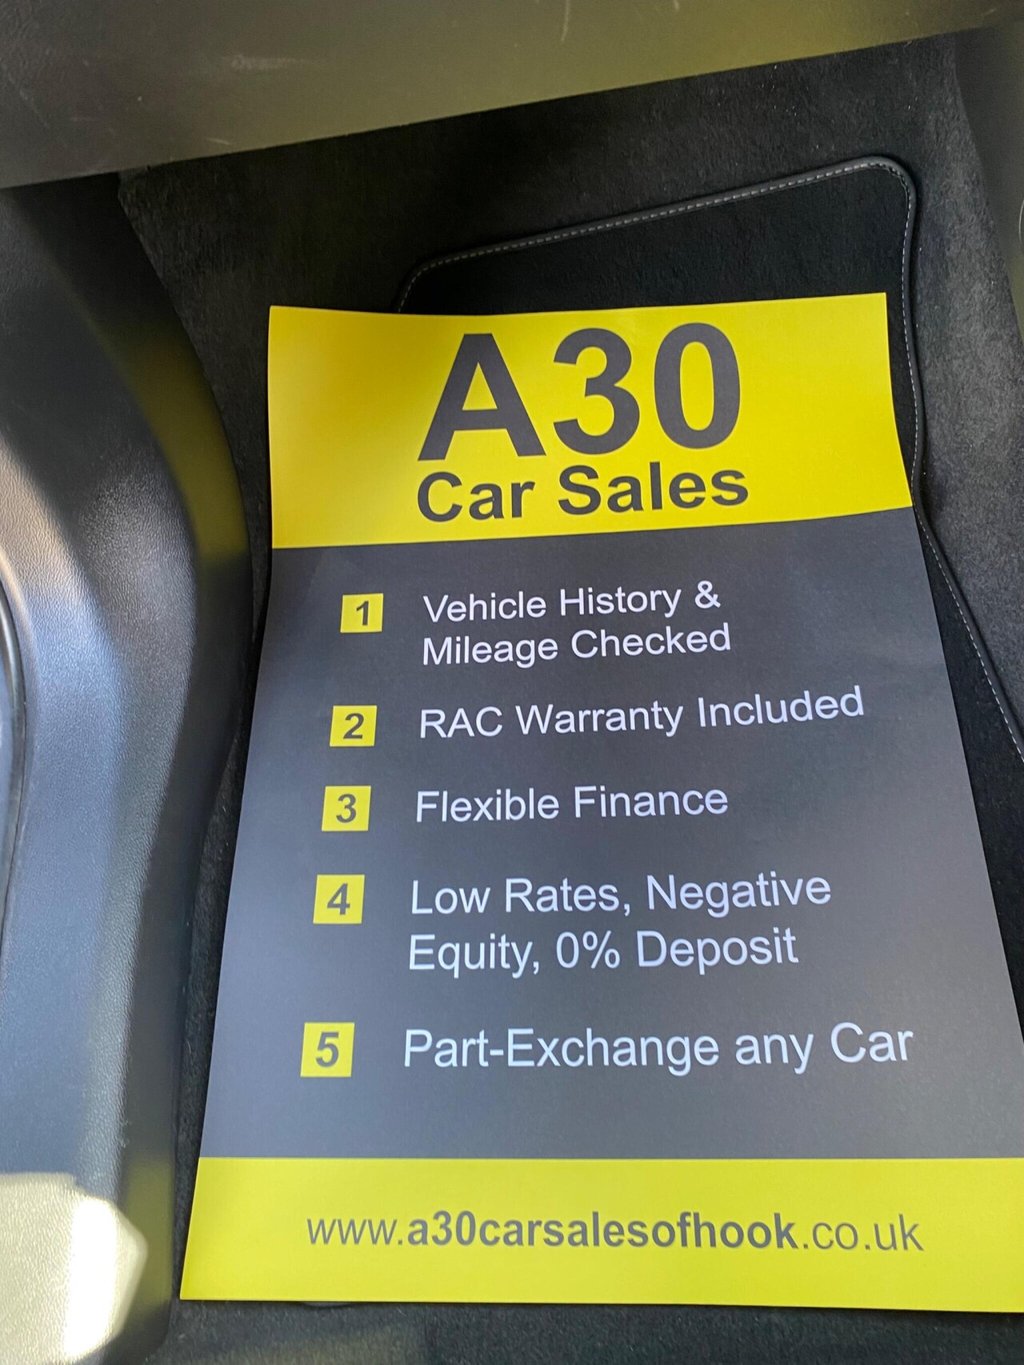 A30
Car Sales
1 Vehicle History &
Mileage Checked
2 RAC Warranty Included
3 Flexible Finance
4 Low Rates, Negative
Equity, 0% Deposit
5 Part-Exchange any Car
www.a30carsalesofhook.co.uk